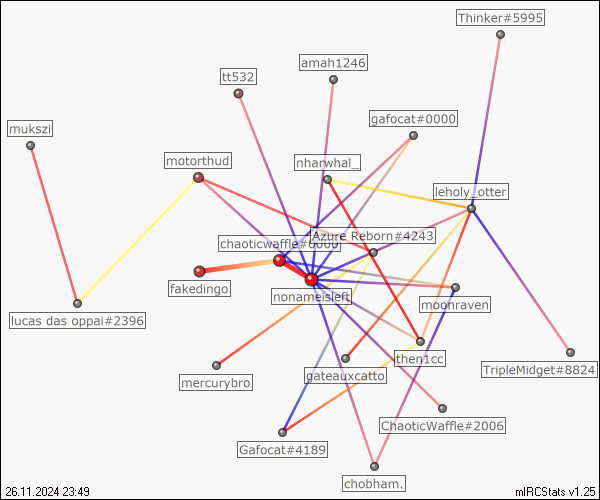 Thinker#5995
amah1246
tt532
gafocat#0000
mukszi
motorthud
nharwhal_
leholy_otter
Azure Reborn#4243
chaoticwaffle#0000
fakedingo
nonameisleft
moonraven
lucas das oppai#2396
then1cc
mercurybro
gateauxcatto
TripleMidget#8824
ChaoticWaffle#2006
Gafocat#4189
chobham.
26.11.2024 23:49
mIRCStats v1.25